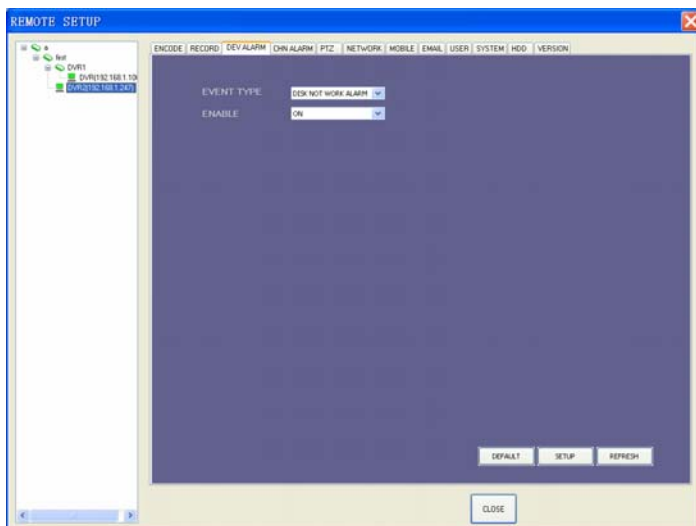 REMOTE SETUP
a
first
DVR1
DVR(192.168.1.10
DVR2(192.168.1.247)
ENCODE RECORD DEV ALARM CHN ALARM PTZ NETWORK MOBILE EMAIL USER SYSTEM HDD VERSION
EVENT TYPE DISK NOT WORK ALARM
ENABLE ON
DEFAULT SETUP REFRESH
CLOSE